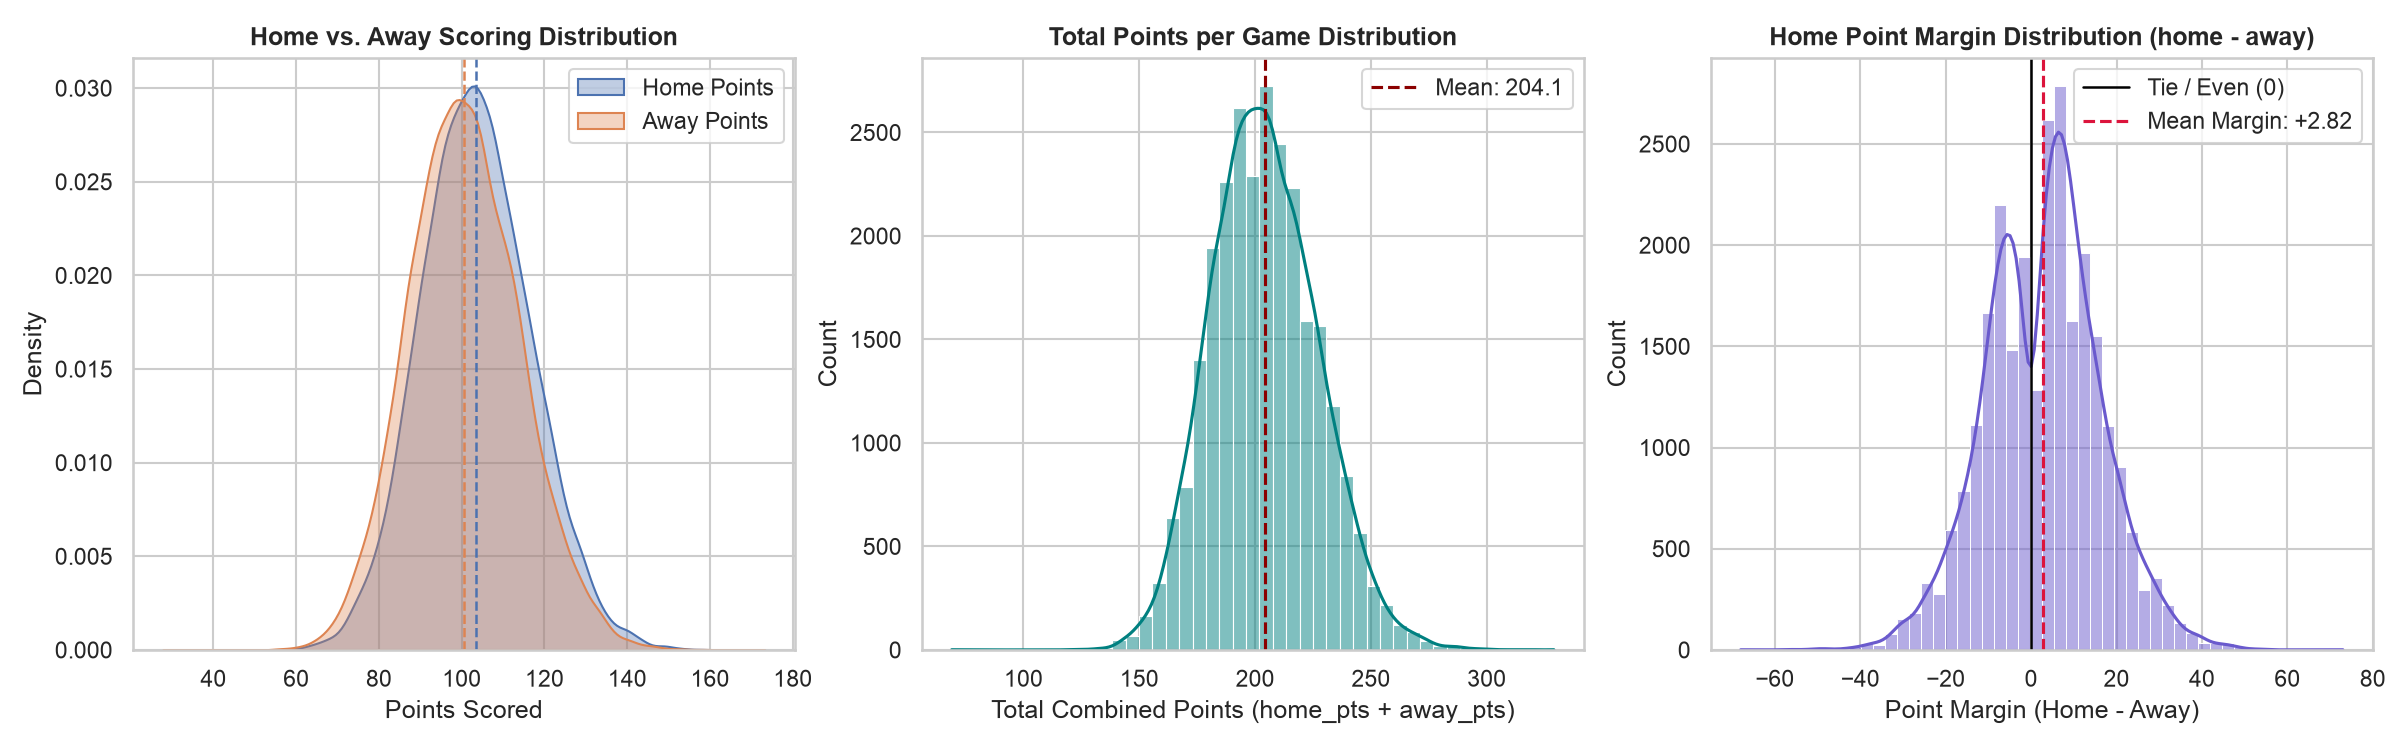 Home vs. Away Scoring Distribution
Home Points
Away Points
0.030
0.025
0.020
0.015
0.010
0.005
0.000
Density
40 60 80 100 120 140 160 180
Points Scored
Total Points per Game Distribution
Mean: 204.1
2500
2000
1500
1000
500
0
Count
100 150 200 250 300
Total Combined Points (home_pts + away_pts)
Home Point Margin Distribution (home - away)
Tie / Even (0)
Mean Margin: +2.82
2500
2000
1500
1000
500
0
Count
−60 −40 −20 0 20 40 60 80
Point Margin (Home - Away)